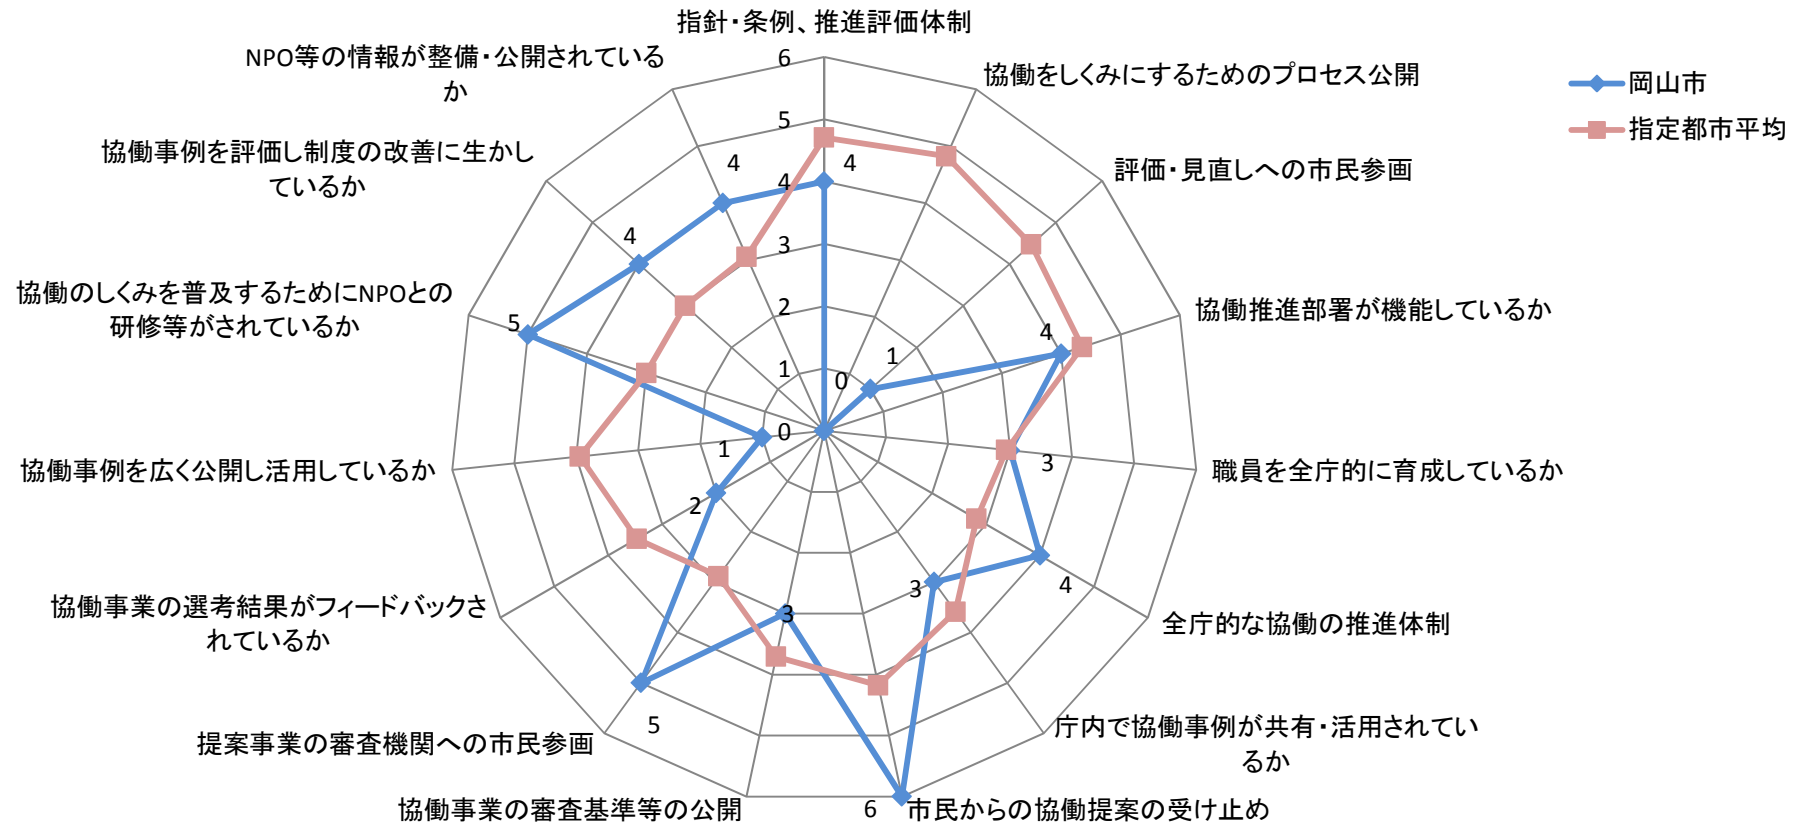 指針・条例、推進評価体制
協働をしくみにするためのプロセス公開
評価・見直しへの市民参画
協働推進部署が機能しているか
職員を全庁的に育成しているか
全庁的な協働の推進体制
庁内で協働事例が共有・活用されてい
るか
市民からの協働提案の受け止め
協働事業の審査基準等の公開
提案事業の審査機関への市民参画
協働事業の選考結果がフィードバックさ
れているか
協働事例を広く公開し活用しているか
協働のしくみを普及するためにNPOとの
研修等がされているか
協働事例を評価し制度の改善に生かし
ているか
NPO等の情報が整備・公開されている
か
6
5
4
3
2
1
0
4
0
1
4
3
4
3
6
3
5
2
1
5
4
4
岡山市
指定都市平均